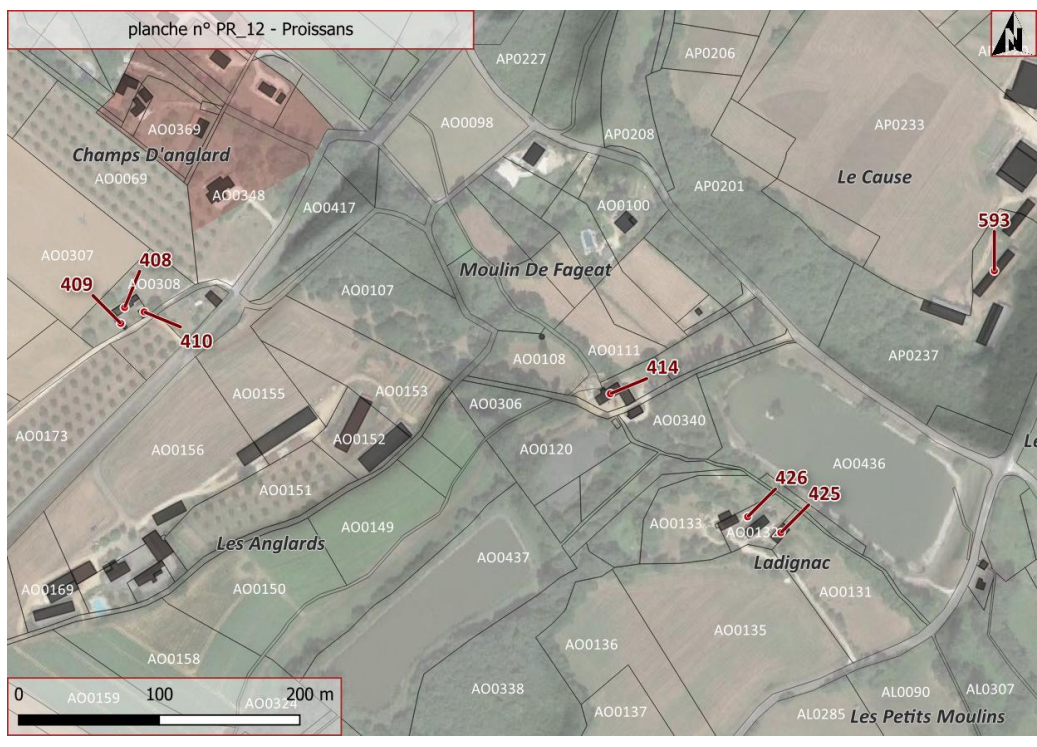 planche n° PR_12 - Proissans
N
AP0227
AP0206
AO0098
AP0208
AP0233
AO0369
Champs D'anglard
AO0069
AO0348
AO0417
AP0201
Le Cause
AO0100
593
AO0307
408
AO0308
409
410
Moulin De Fageat
AO0107
AO0108
AO0111
414
AP0237
AO0155
AO0153
AO0306
AO0340
AO0173
AO0156
AO0152
AO0120
AO0436
AO0151
426
425
AO0149
AO0133
AO0132
Les Anglards
AO0437
Ladignac
AO0169
AO0150
AO0131
AO0136
AO0135
AO0158
AO0338
AO0159
AO0324
AO0137
AL0090
AL0307
AL0285
Les Petits Moulins
0 100 200 m